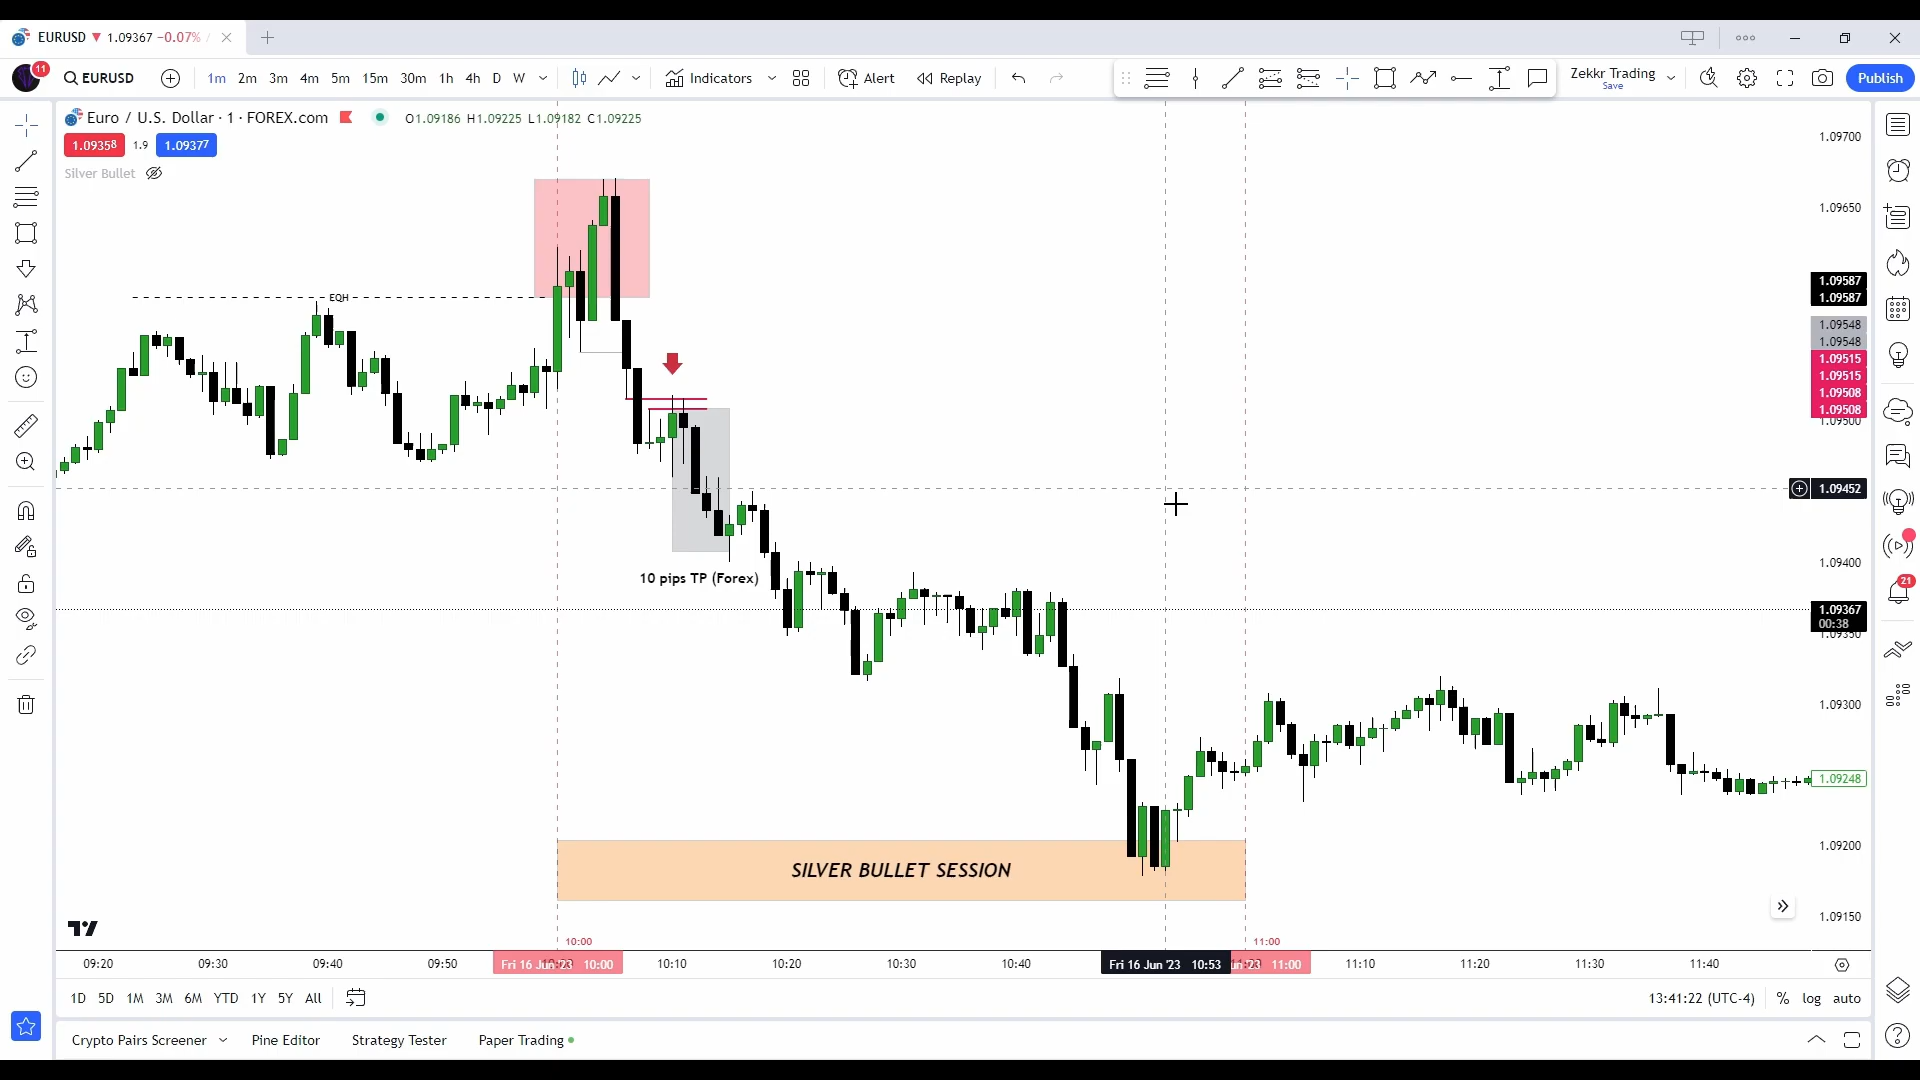 EURUSD 1.09367 −0.07% /
11
EURUSD 1m 2m 3m 4m 5m 15m 30m 1h 4h D W Indicators Alert Replay Zekkr Trading Save Publish
Euro / U.S. Dollar · 1 · FOREX.com O1.09186 H1.09225 L1.09182 C1.09225
1.09358 1.9 1.09377
Silver Bullet
1.09700
1.09650
1.09587
EQH
1.09587
1.09548
1.09548
1.09515
1.09515
1.09508
1.09508
1.09500
1.09452
1.09400
10 pips TP (Forex)
21
1.09367
00:38
1.09350
1.09300
1.09248
1.09200
SILVER BULLET SESSION
1.09150
10:00 11:00
09:20 09:30 09:40 09:50 Fri 16 Jun '23 10:00 10:10 10:20 10:30 10:40 Fri 16 Jun '23 10:53 un '23 11:00 11:10 11:20 11:30 11:40
1D 5D 1M 3M 6M YTD 1Y 5Y All 13:41:22 (UTC-4) % log auto
Crypto Pairs Screener Pine Editor Strategy Tester Paper Trading